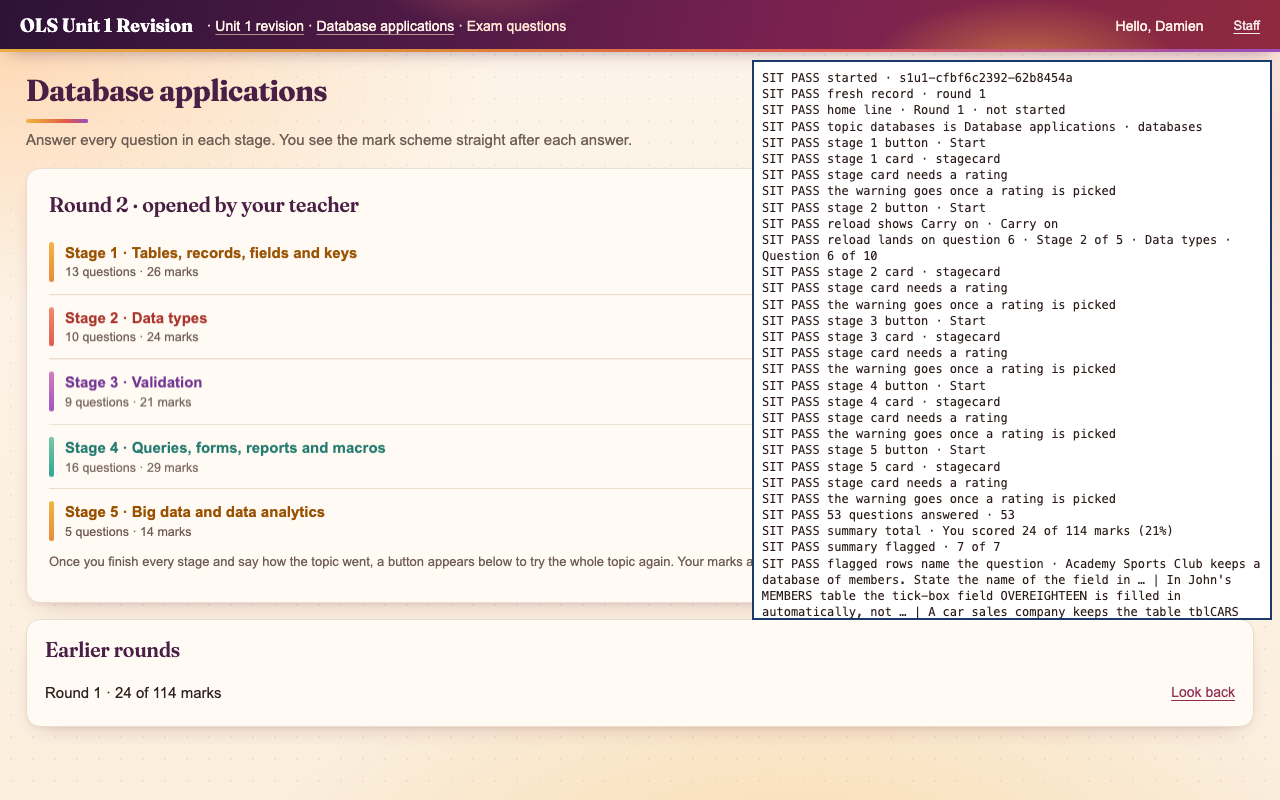 OLS Unit 1 Revision · Unit 1 revision · Database applications · Exam questions Hello, Damien Staff
Database applications
Answer every question in each stage. You see the mark scheme straight after each answer.
Round 2 · opened by your teacher
Stage 1 · Tables, records, fields and keys
13 questions · 26 marks
Stage 2 · Data types
10 questions · 24 marks
Stage 3 · Validation
9 questions · 21 marks
Stage 4 · Queries, forms, reports and macros
16 questions · 29 marks
Stage 5 · Big data and data analytics
5 questions · 14 marks
Once you finish every stage and say how the topic went, a button appears below to try the whole topic again. Your marks a
SIT PASS started · s1u1-cfbf6c2392-62b8454a
SIT PASS fresh record · round 1
SIT PASS home line · Round 1 · not started
SIT PASS topic databases is Database applications · databases
SIT PASS stage 1 button · Start
SIT PASS stage 1 card · stagecard
SIT PASS stage card needs a rating
SIT PASS the warning goes once a rating is picked
SIT PASS stage 2 button · Start
SIT PASS reload shows Carry on · Carry on
SIT PASS reload lands on question 6 · Stage 2 of 5 · Data types ·
Question 6 of 10
SIT PASS stage 2 card · stagecard
SIT PASS stage card needs a rating
SIT PASS the warning goes once a rating is picked
SIT PASS stage 3 button · Start
SIT PASS stage 3 card · stagecard
SIT PASS stage card needs a rating
SIT PASS the warning goes once a rating is picked
SIT PASS stage 4 button · Start
SIT PASS stage 4 card · stagecard
SIT PASS stage card needs a rating
SIT PASS the warning goes once a rating is picked
SIT PASS stage 5 button · Start
SIT PASS stage 5 card · stagecard
SIT PASS stage card needs a rating
SIT PASS the warning goes once a rating is picked
SIT PASS 53 questions answered · 53
SIT PASS summary total · You scored 24 of 114 marks (21%)
SIT PASS summary flagged · 7 of 7
SIT PASS flagged rows name the question · Academy Sports Club keeps a
database of members. State the name of the field in … | In John's
MEMBERS table the tick-box field OVEREIGHTEEN is filled in
automatically, not … | A car sales company keeps the table tblCARS
Earlier rounds
Round 1 · 24 of 114 marks Look back